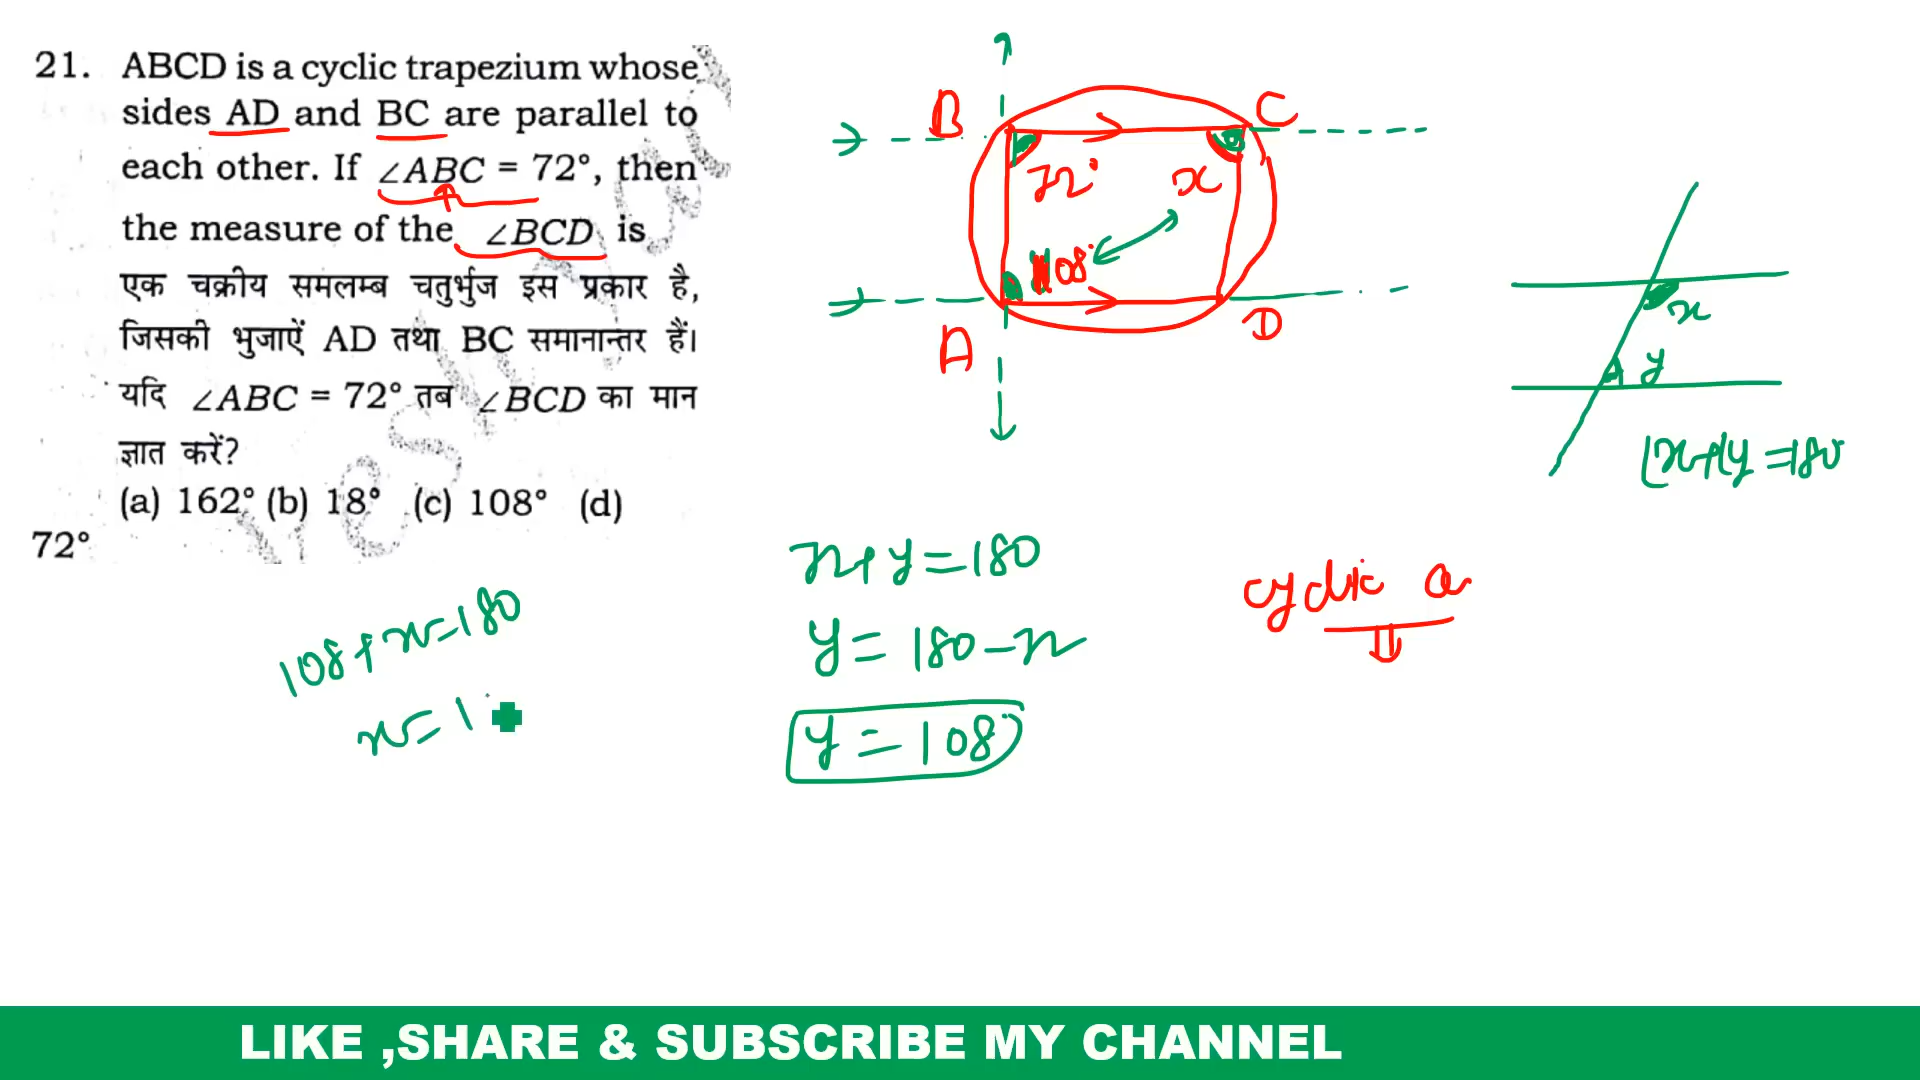 21. ABCD is a cyclic trapezium whose
sides AD and BC are parallel to
each other. If ∠ABC = 72°, then
the measure of the ∠BCD is
एक चक्रीय समलम्ब चतुर्भुज इस प्रकार है,
जिसकी भुजाऐं AD तथा BC समानान्तर हैं।
यदि ∠ABC = 72° तब ∠BCD का मान
ज्ञात करें?
(a) 162° (b) 18° (c) 108° (d)
72°
B
C
72°
x
108°
A
D
x
y
x+y=180
x+y=180
y=180-x
y=108
108+x=180
x=1
cyclic
LIKE ,SHARE & SUBSCRIBE MY CHANNEL